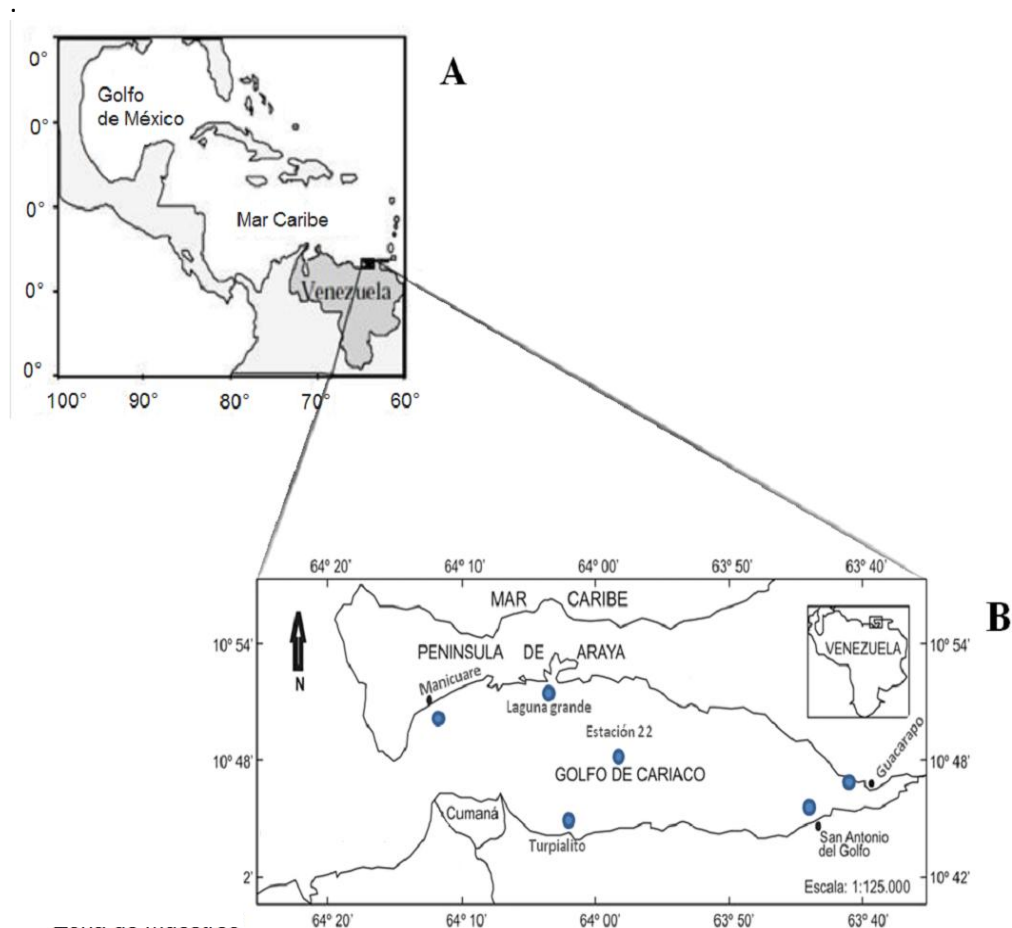 .
A
0°
Golfo
de México
0°
0°
Mar Caribe
0°
Venezuela
0°
100° 90° 80° 70° 60°
64° 20' 64° 10' 64° 00' 63° 50' 63° 40'
B
MAR CARIBE
10° 54' 10° 54'
PENINSULA DE ARAYA
VENEZUELA
N
Manicuare
Laguna grande
Estación 22
Guacarapo
10° 48' 10° 48'
GOLFO DE CARIACO
Cumaná
Turpialito
San Antonio
del Golfo
2' 10° 42'
Escala: 1:125.000
64° 20' 64° 10' 64° 00' 63° 50' 63° 40'